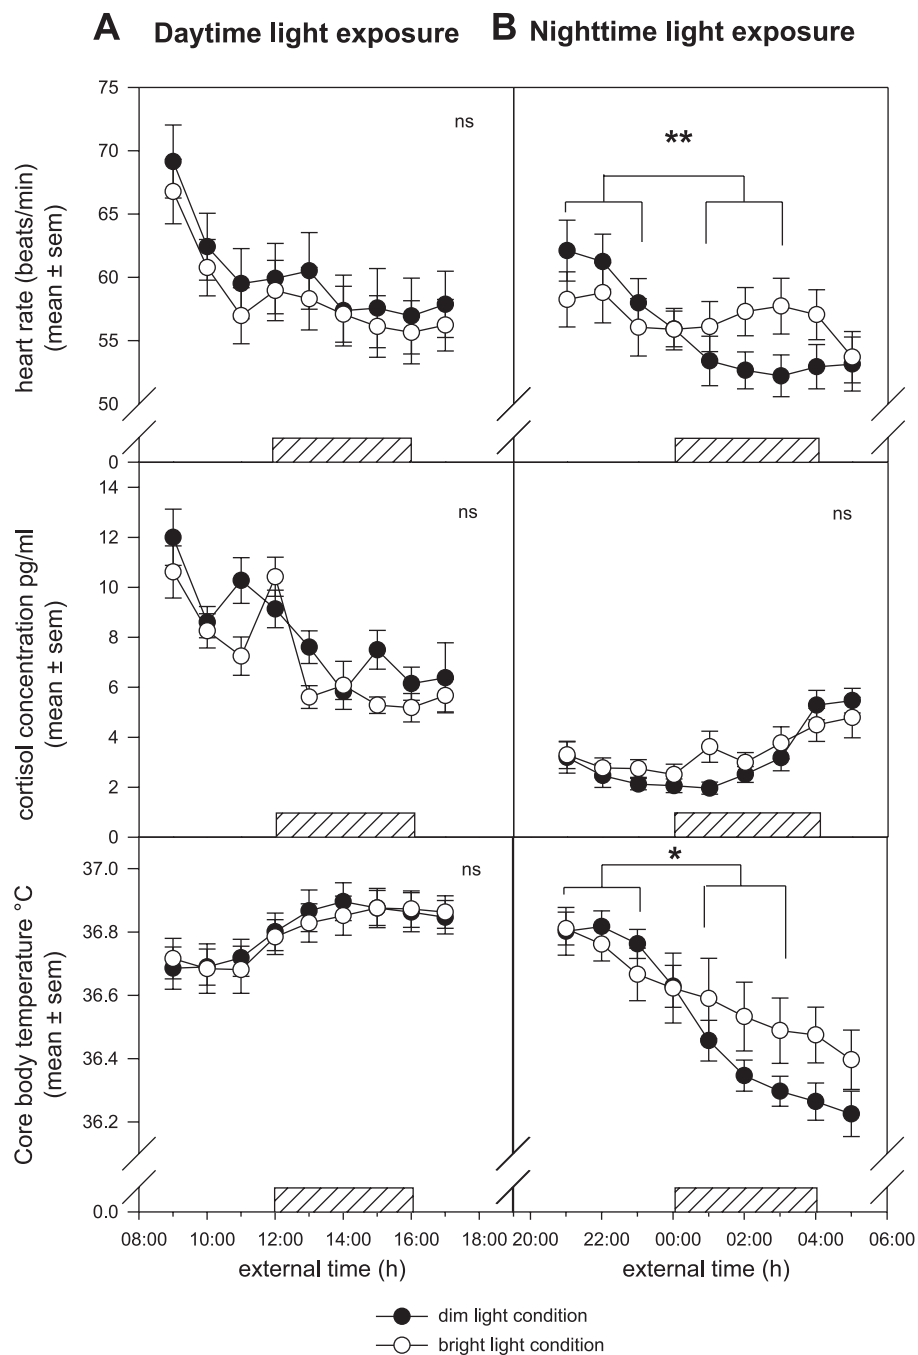 A Daytime light exposure B Nighttime light exposure
heart rate (beats/min)
(mean ± sem)
75
70
65
60
55
50
0
ns
**
cortisol concentration pg/ml
(mean ± sem)
14
12
10
8
6
4
2
0
ns
ns
Core body temperature °C
(mean ± sem)
37.0
36.8
36.6
36.4
36.2
0.0
ns
*
08:00 10:00 12:00 14:00 16:00 18:00 20:00 22:00 00:00 02:00 04:00 06:00
external time (h) external time (h)
dim light condition
bright light condition